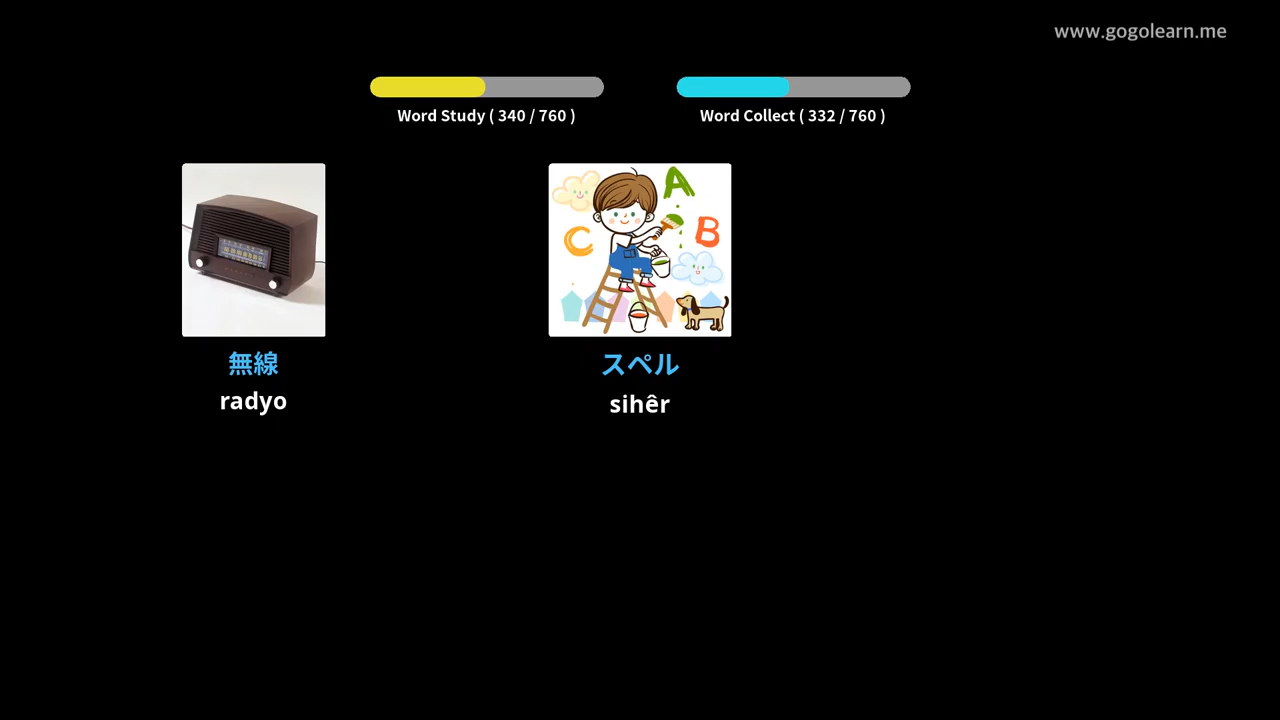 www.gogolearn.me
Word Study ( 340 / 760 )
Word Collect ( 332 / 760 )
A
B
C
無線
radyo
スペル
sihêr